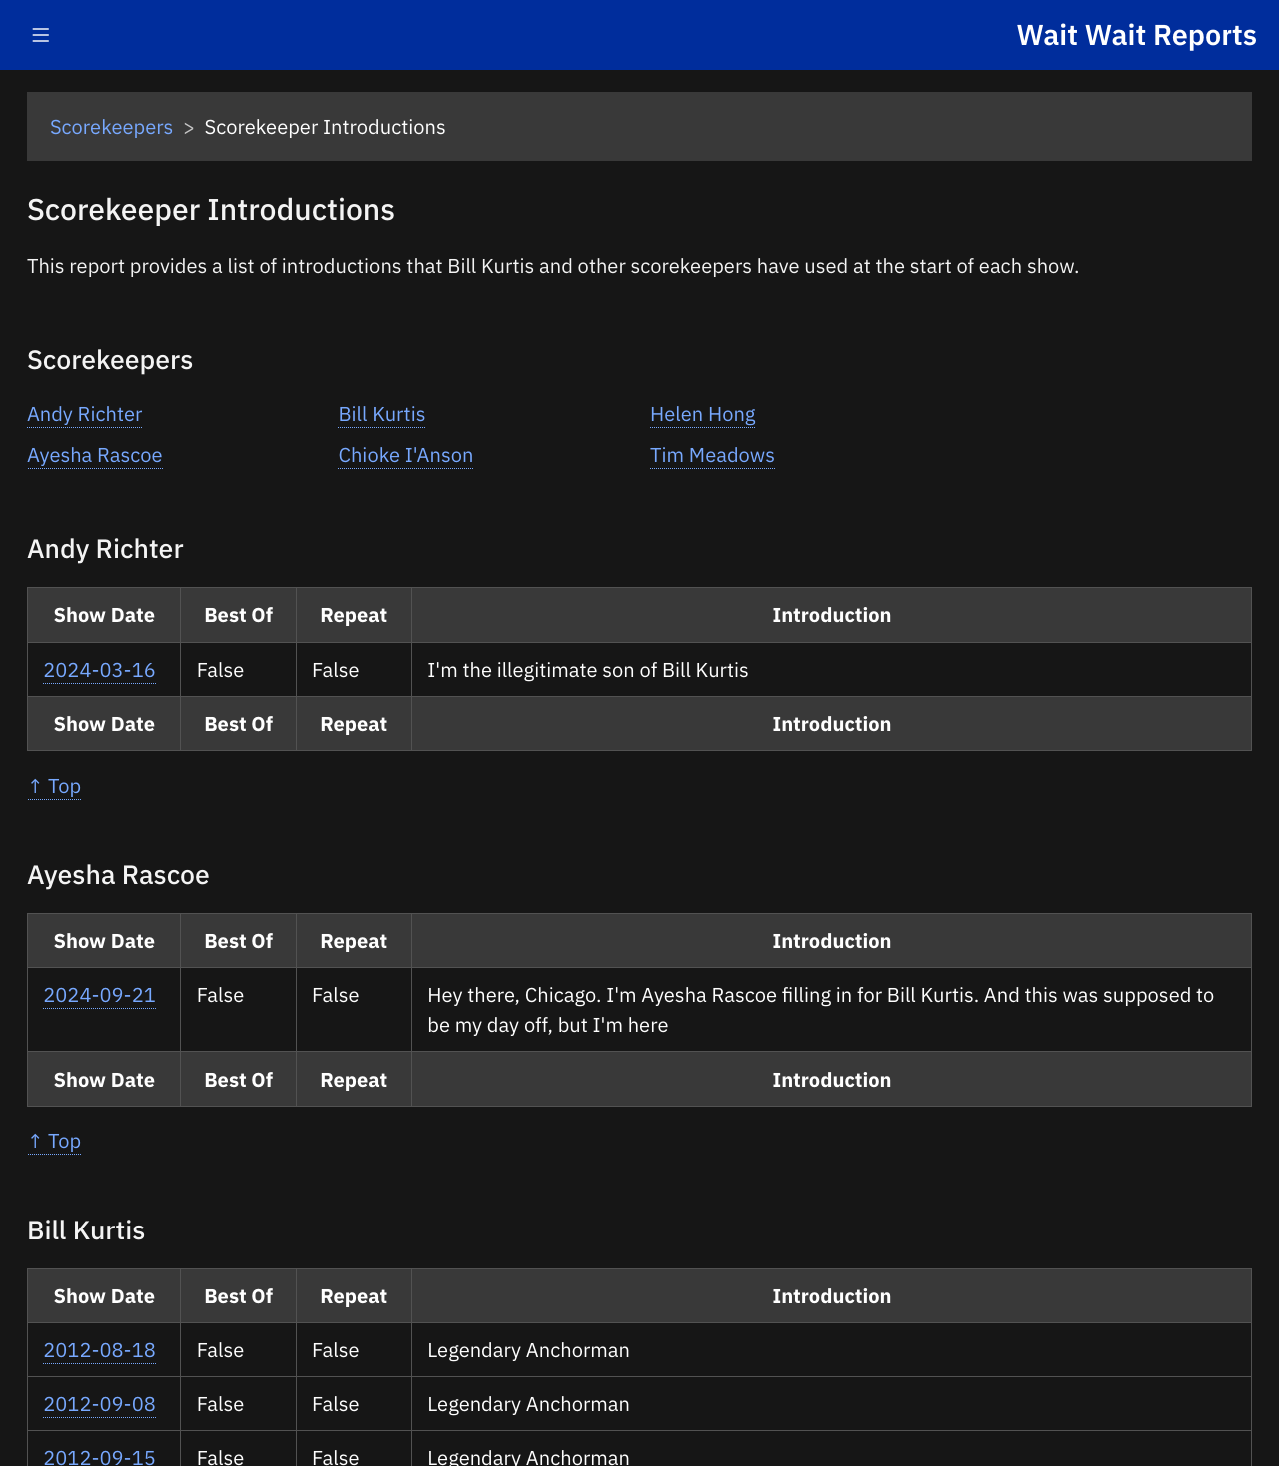 Wait Wait Reports
Scorekeepers > Scorekeeper Introductions
Scorekeeper Introductions
This report provides a list of introductions that Bill Kurtis and other scorekeepers have used at the start of each show.
Scorekeepers
Andy Richter Bill Kurtis Helen Hong
Ayesha Rascoe Chioke I'Anson Tim Meadows
Andy Richter
Show Date Best Of Repeat Introduction
2024-03-16 False False I'm the illegitimate son of Bill Kurtis
Show Date Best Of Repeat Introduction
↑ Top
Ayesha Rascoe
Show Date Best Of Repeat Introduction
2024-09-21 False False Hey there, Chicago. I'm Ayesha Rascoe filling in for Bill Kurtis. And this was supposed to
be my day off, but I'm here
Show Date Best Of Repeat Introduction
↑ Top
Bill Kurtis
Show Date Best Of Repeat Introduction
2012-08-18 False False Legendary Anchorman
2012-09-08 False False Legendary Anchorman
2012-09-15 False False Legendary Anchorman